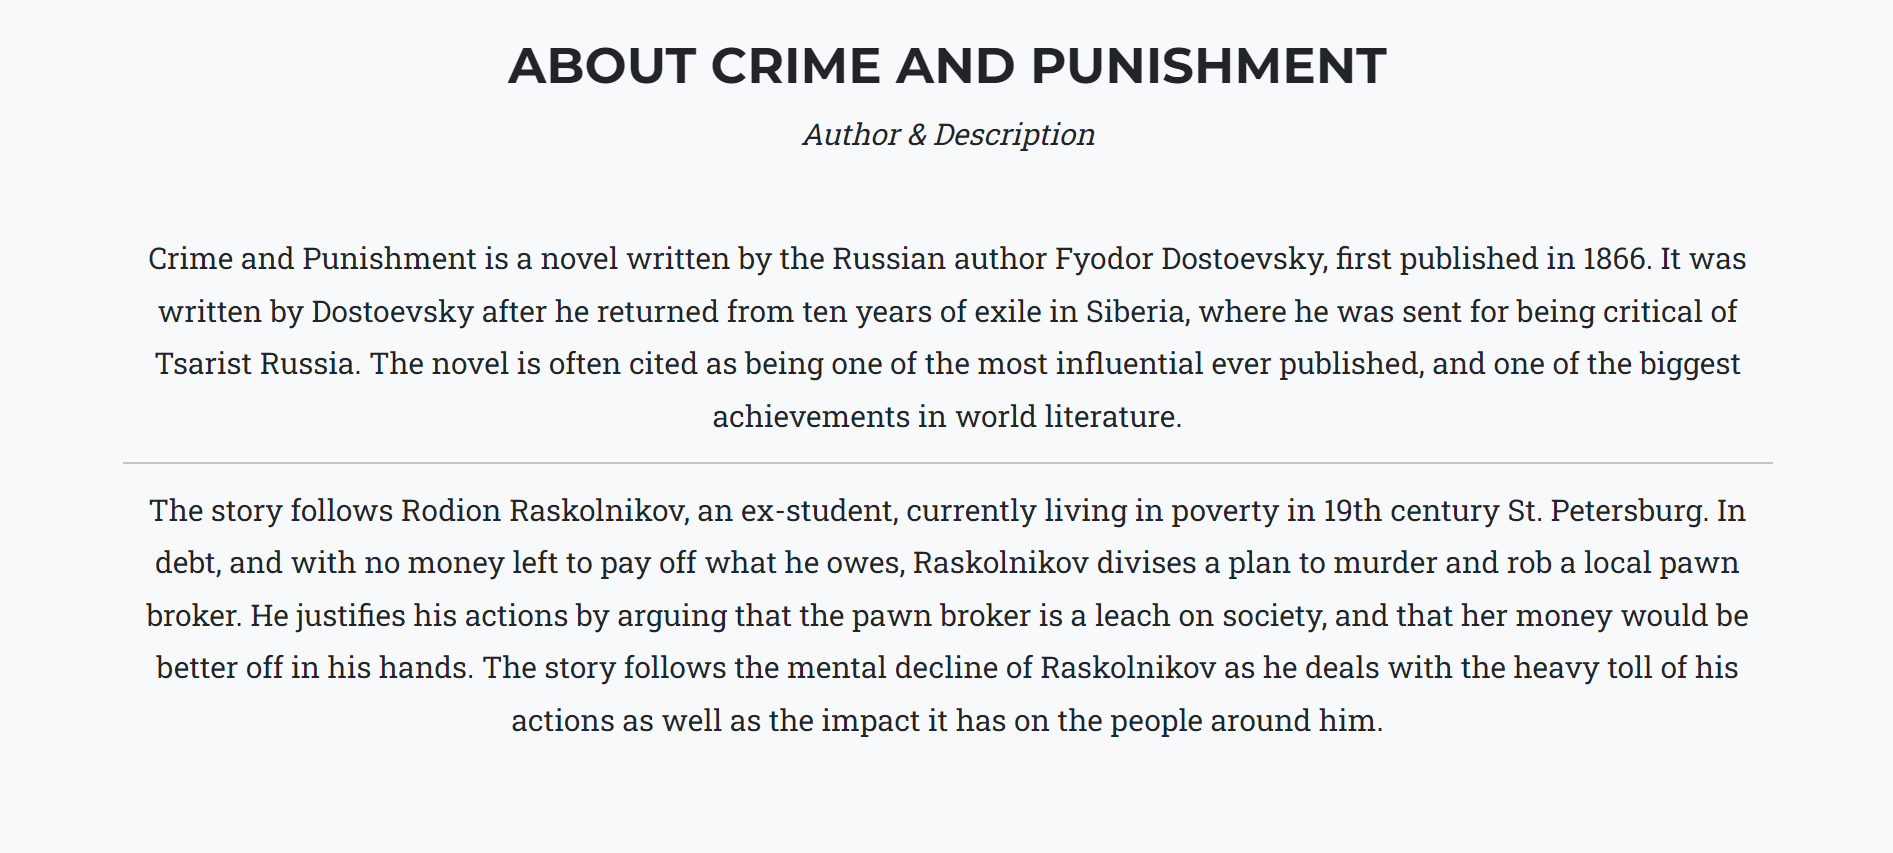 ABOUT CRIME AND PUNISHMENT
Author & Description
Crime and Punishment is a novel written by the Russian author Fyodor Dostoevsky, first published in 1866. It was
written by Dostoevsky after he returned from ten years of exile in Siberia, where he was sent for being critical of
Tsarist Russia. The novel is often cited as being one of the most influential ever published, and one of the biggest
achievements in world literature.
The story follows Rodion Raskolnikov, an ex-student, currently living in poverty in 19th century St. Petersburg. In
debt, and with no money left to pay off what he owes, Raskolnikov divises a plan to murder and rob a local pawn
broker. He justifies his actions by arguing that the pawn broker is a leach on society, and that her money would be
better off in his hands. The story follows the mental decline of Raskolnikov as he deals with the heavy toll of his
actions as well as the impact it has on the people around him.